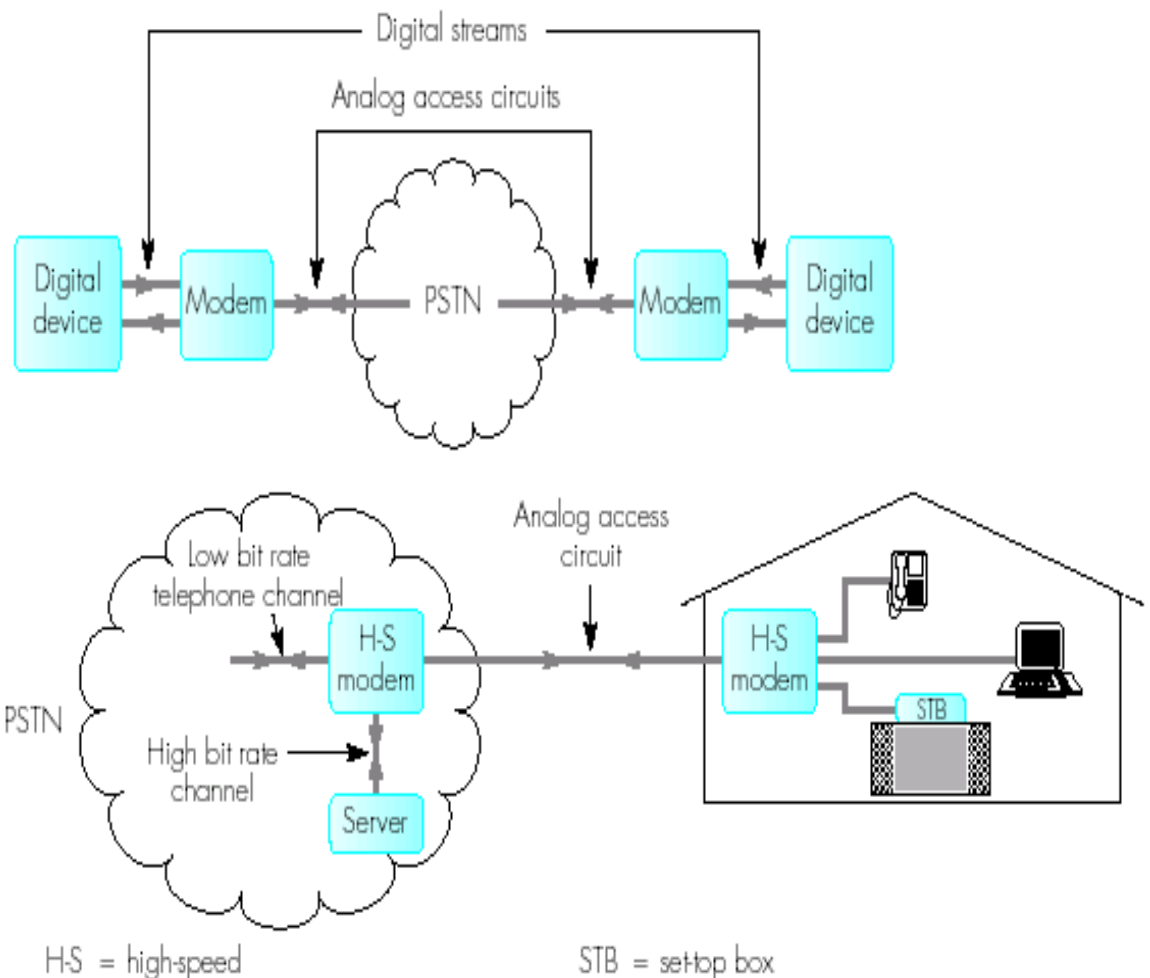 Digital streams
Analog access circuits
Digital
device
Modem
PSTN
Modem
Digital
device
Low bit rate
telephone channel
H-S
modem
PSTN
High bit rate
channel
Server
Analog access
circuit
H-S
modem
STB
H-S = high-speed
STB = set-top box